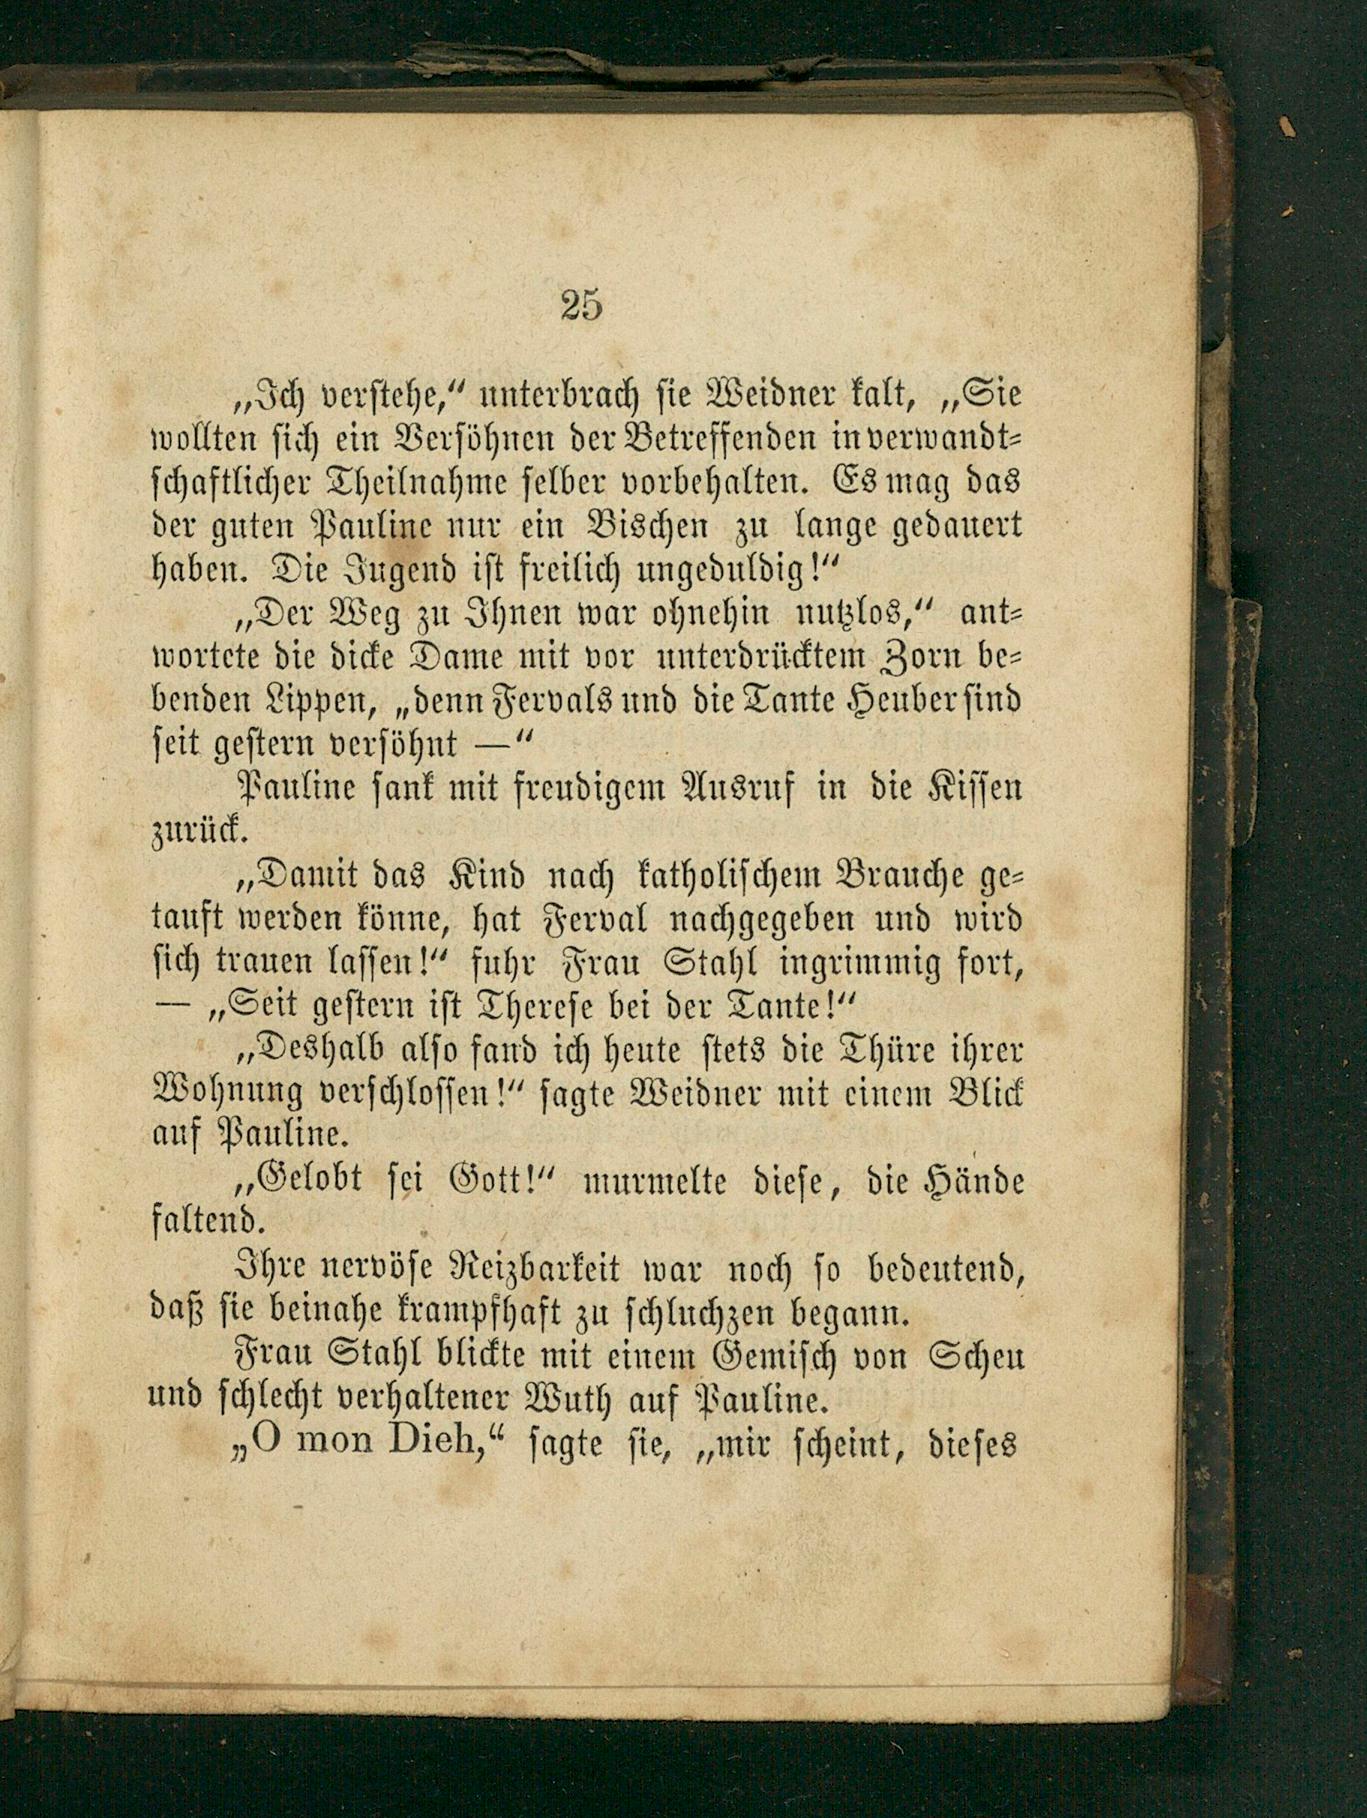 25
„Ich verstehe,“ unterbrach sie Weidner kalt, „Sie
wollten sich ein Versöhnen der Betreffenden in verwandt-
schaftlicher Theilnahme selber vorbehalten. Es mag das
der guten Pauline nur ein Bischen zu lange gedauert
haben. Die Jugend ist freilich ungeduldig!“
„Der Weg zu Ihnen war ohnehin nutzlos,“ ant-
wortete die dicke Dame mit vor unterdrücktem Zorn be-
benden Lippen, „denn Fervals und die Tante Heuber sind
seit gestern versöhnt —“
Pauline sank mit freudigem Ausruf in die Kissen
zurück.
„Damit das Kind nach katholischem Brauche ge-
tauft werden könne, hat Ferval nachgegeben und wird
sich trauen lassen!“ fuhr Frau Stahl ingrimmig fort,
— „Seit gestern ist Therese bei der Tante!“
„Deshalb also fand ich heute stets die Thüre ihrer
Wohnung verschlossen!“ sagte Weidner mit einem Blick
auf Pauline.
„Gelobt sei Gott!“ murmelte diese, die Hände
faltend.
Ihre nervöse Reizbarkeit war noch so bedeutend,
daß sie beinahe krampfhaft zu schluchzen begann.
Frau Stahl blickte mit einem Gemisch von Scheu
und schlecht verhaltener Wuth auf Pauline.
„O mon Dieh,“ sagte sie, „mir scheint, dieses